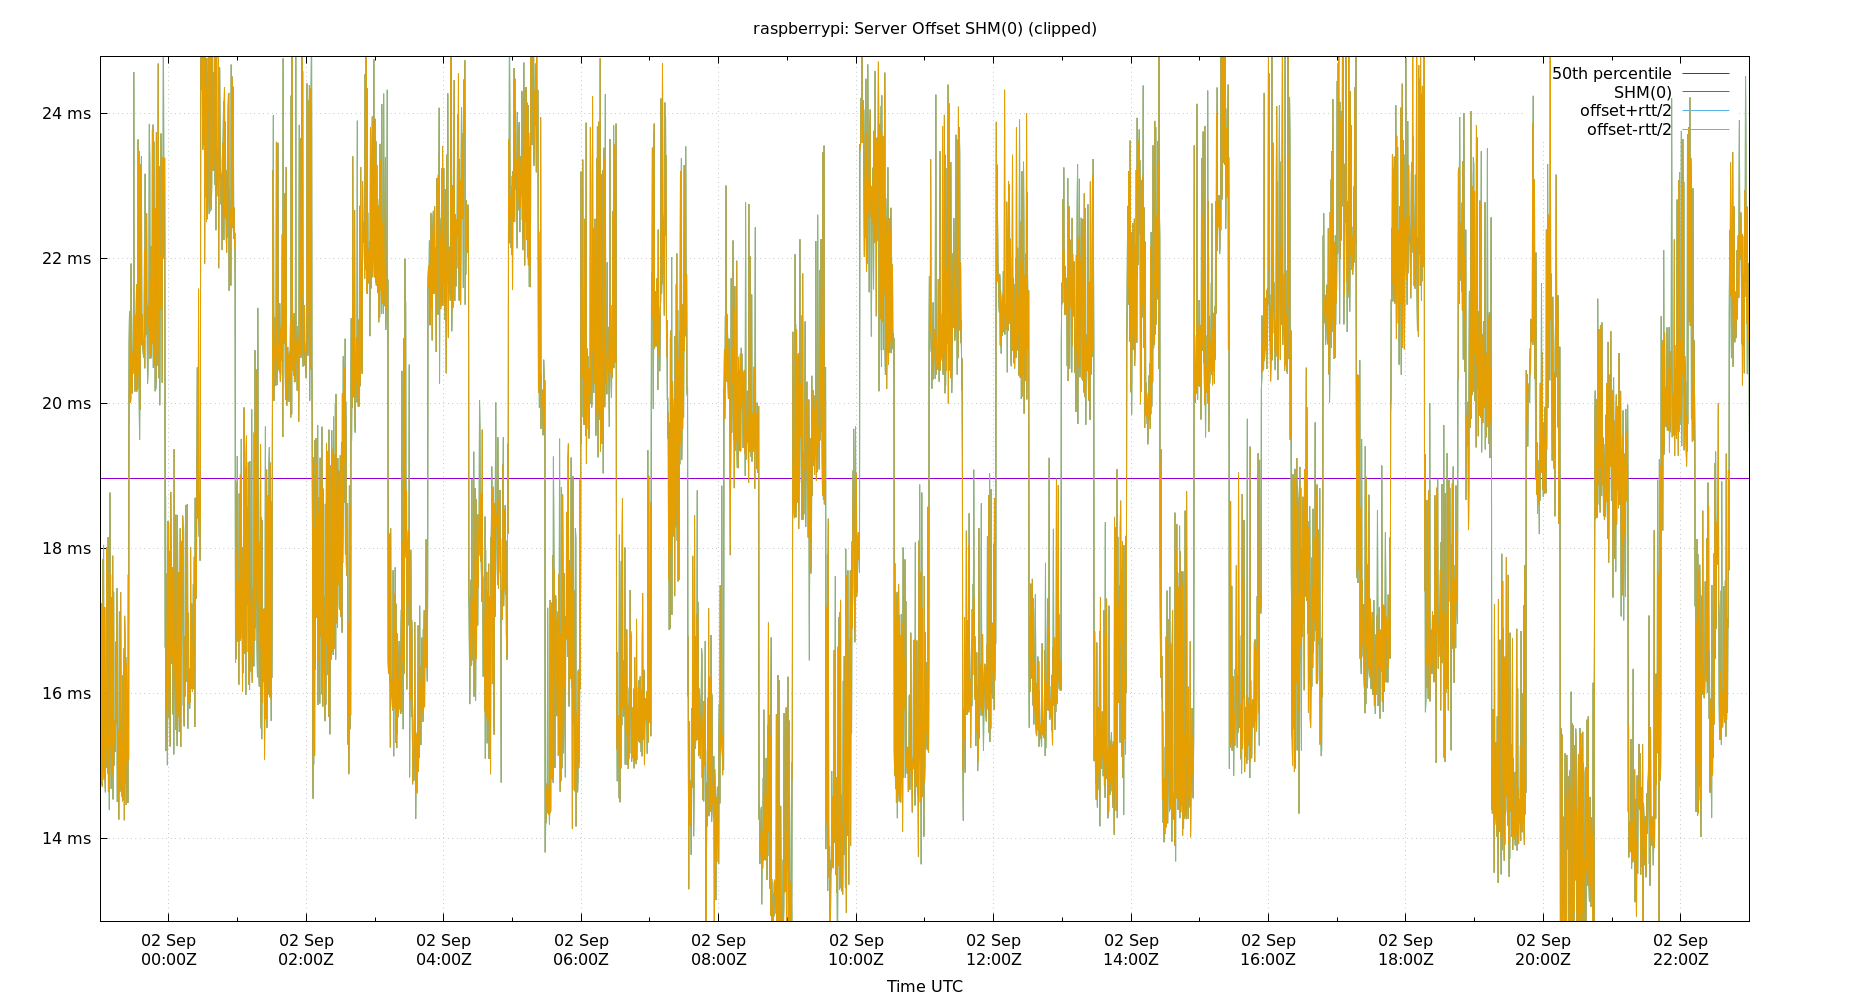 raspberrypi: Server Offset SHM(0) (clipped)
50th percentile
SHM(0)
offset+rtt/2
offset-rtt/2
24 ms
22 ms
20 ms
18 ms
16 ms
14 ms
02 Sep 02 Sep 02 Sep 02 Sep 02 Sep 02 Sep 02 Sep 02 Sep 02 Sep 02 Sep 02 Sep 02 Sep
00:00Z 02:00Z 04:00Z 06:00Z 08:00Z 10:00Z 12:00Z 14:00Z 16:00Z 18:00Z 20:00Z 22:00Z
Time UTC